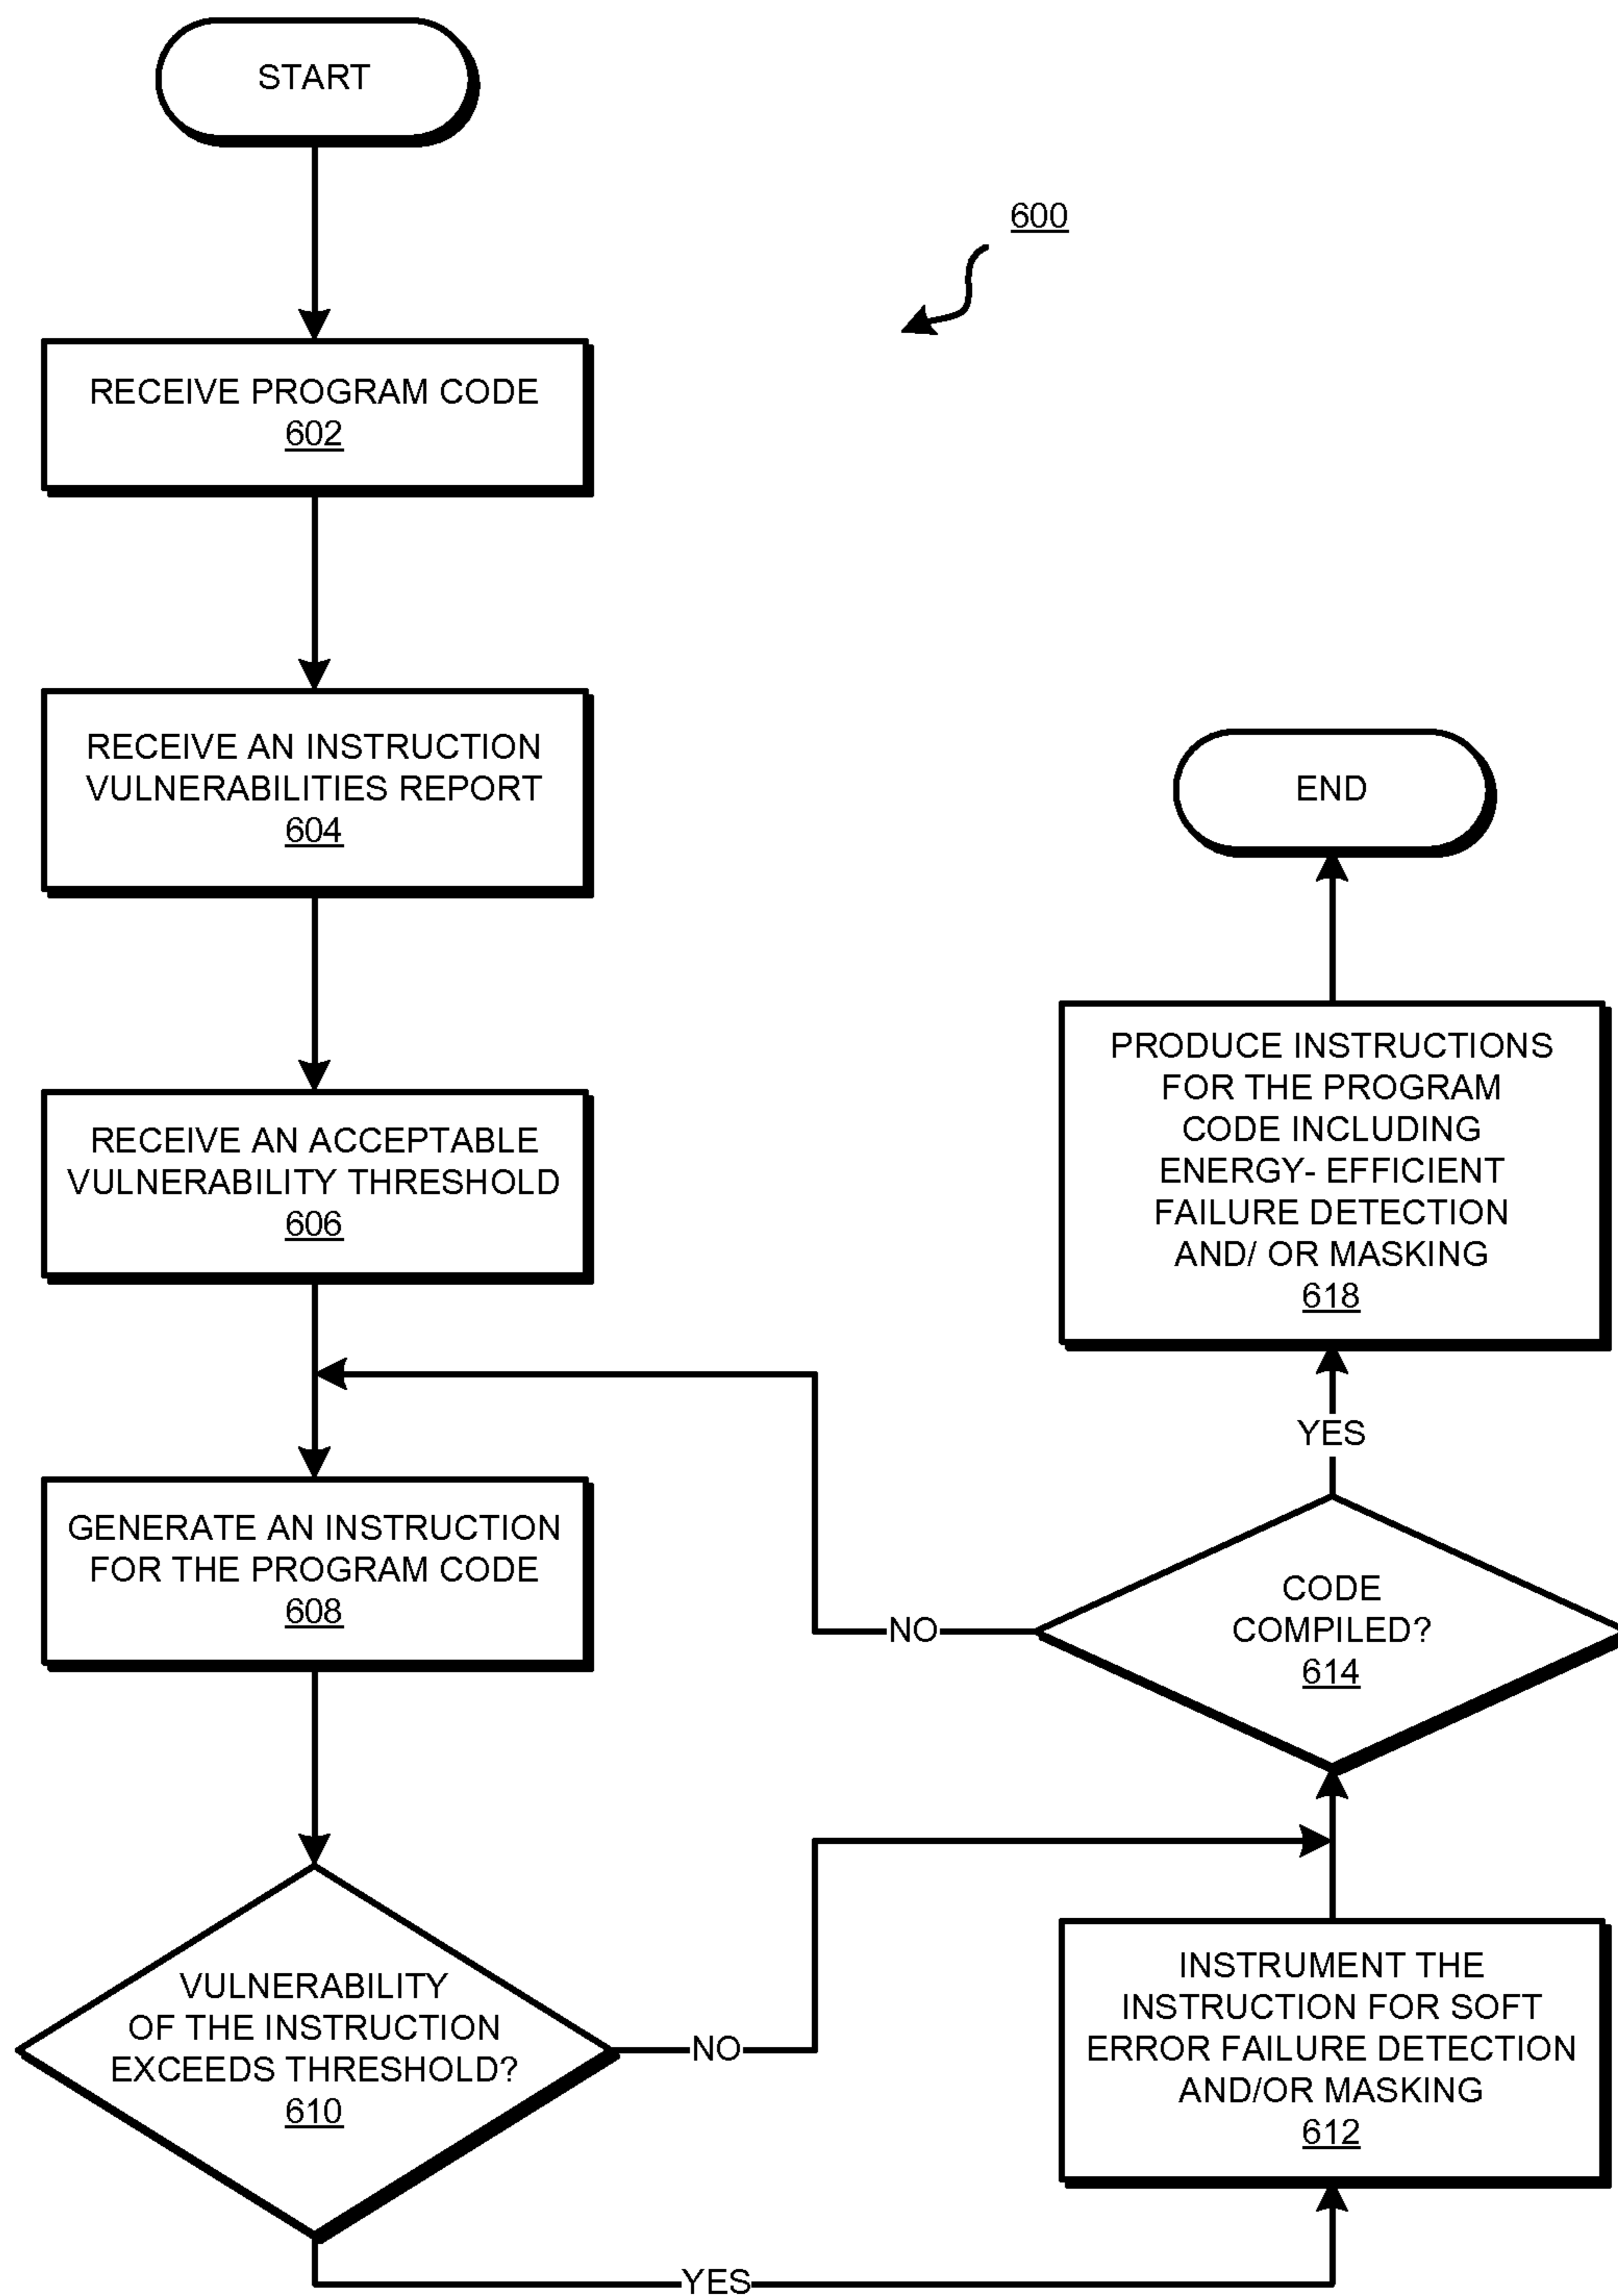 START
600
RECEIVE PROGRAM CODE
602
RECEIVE AN INSTRUCTION
VULNERABILITIES REPORT
604
RECEIVE AN ACCEPTABLE
VULNERABILITY THRESHOLD
606
GENERATE AN INSTRUCTION
FOR THE PROGRAM CODE
608
VULNERABILITY
OF THE INSTRUCTION
EXCEEDS THRESHOLD?
610
NO
YES
INSTRUMENT THE
INSTRUCTION FOR SOFT
ERROR FAILURE DETECTION
AND/OR MASKING
612
CODE
COMPILED?
614
NO
YES
PRODUCE INSTRUCTIONS
FOR THE PROGRAM
CODE INCLUDING
ENERGY- EFFICIENT
FAILURE DETECTION
AND/ OR MASKING
618
END